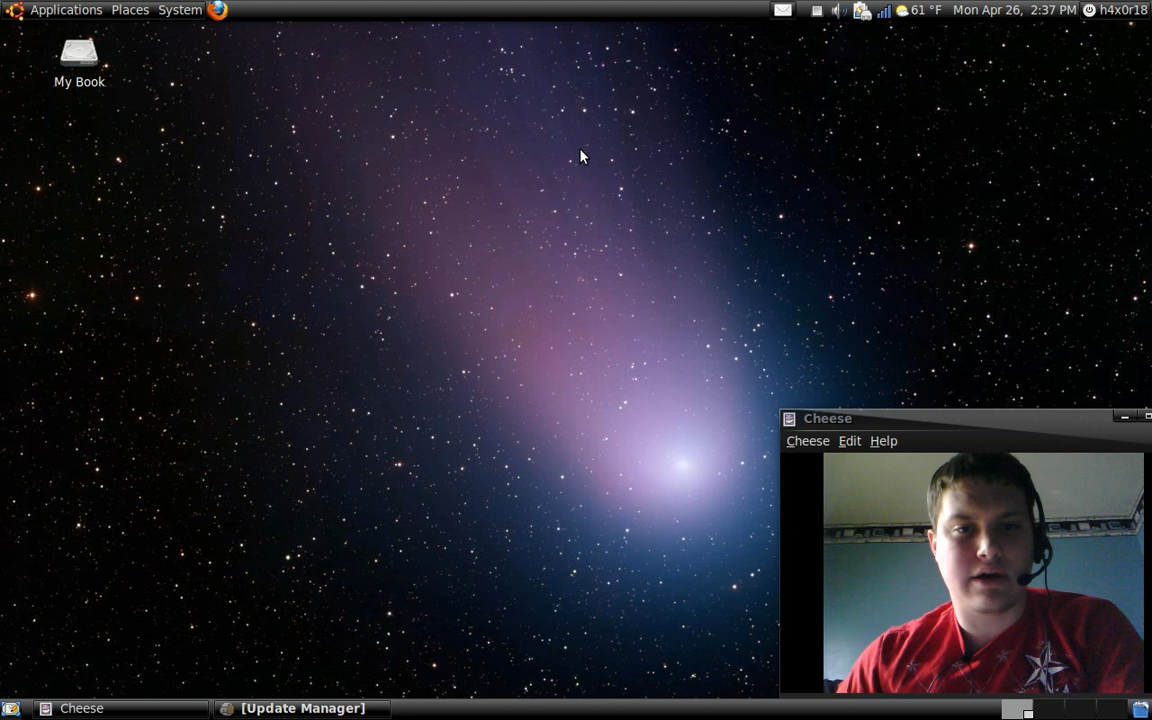 Applications Places System 61 °F Mon Apr 26, 2:37 PM h4x0r18
My Book
Cheese
Cheese Edit Help
Cheese [Update Manager]